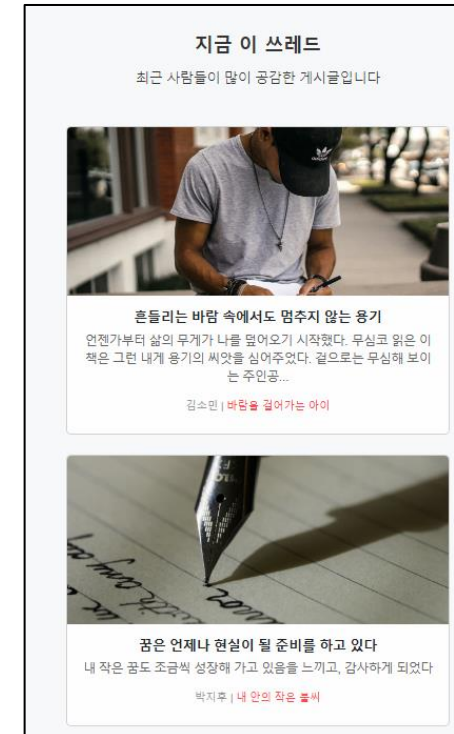 지금 이 쓰레드
최근 사람들이 많이 공감한 게시글입니다
흔들리는 바람 속에서도 멈추지 않는 용기
언젠가부터 삶의 무게가 나를 덮어오기 시작했다. 무심코 읽은 이
책은 그런 내게 용기의 씨앗을 심어주었다. 겉으로는 무심해 보이
는 주인공...
김소민 | 바람을 걸어가는 아이
꿈은 언제나 현실이 될 준비를 하고 있다
내 작은 꿈도 조금씩 성장해 가고 있음을 느끼고, 감사하게 되었다
박지후 | 내 안의 작은 불씨